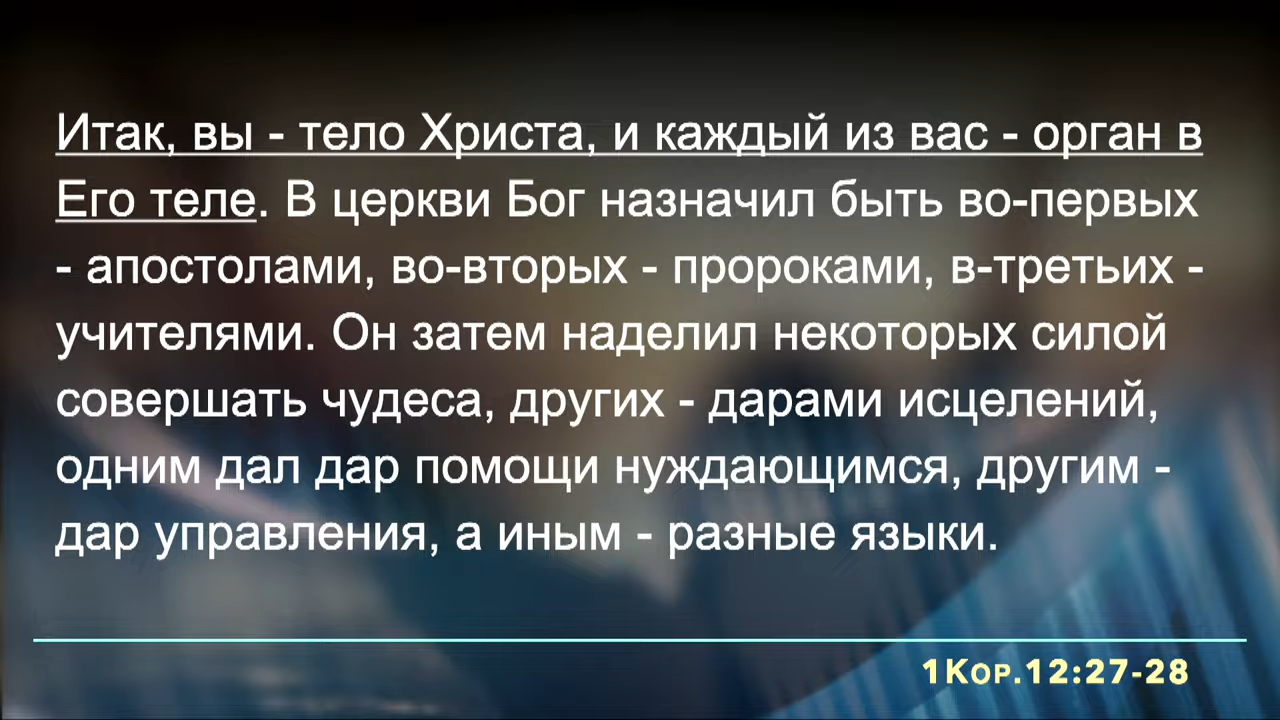 Итак, вы - тело Христа, и каждый из вас - орган в
Его теле. В церкви Бог назначил быть во-первых
- апостолами, во-вторых - пророками, в-третьих -
учителями. Он затем наделил некоторых силой
совершать чудеса, других - дарами исцелений,
одним дал дар помощи нуждающимся, другим -
дар управления, а иным - разные языки.
1Кор.12:27-28